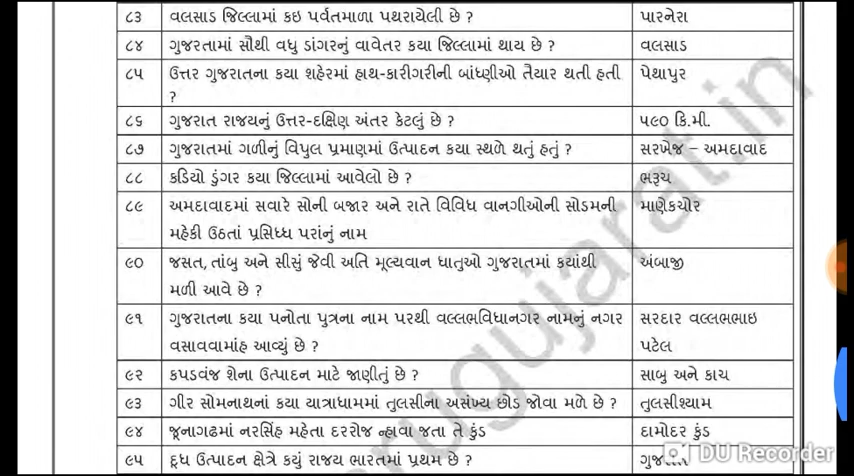 ૮૩ વલસાડ જિલ્લામાં કઇ પર્વતમાળા પથરાયેલી છે ? પારનેરા
૮૪ ગુજરતામાં સૌથી વધુ ડાંગરનું વાવેતર કયા જિલ્લામાં થાય છે ? વલસાડ
૮૫ ઉત્તર ગુજરાતના કયા શહેરમાં હાથ-કારીગરીની બાંધ્ણીઓ તૈયાર થતી હતી પેથાપુર
?
૮૬ ગુજરાત રાજયનું ઉત્તર-દક્ષિણ અંતર કેટલું છે ? ૫૯૦ કિ.મી.
૮૭ ગુજરાતમાં ગળીનું વિપુલ પ્રમાણમાં ઉત્પાદન કયા સ્થળે થતું હતું ? સરખેજ – અમદાવાદ
૮૮ કડિયો ડુંગર કયા જિલ્લામાં આવેલો છે ? ભરૂચ
૮૯ અમદાવાદમાં સવારે સોની બજાર અને રાતે વિવિધ વાનગીઓની સોડમની માણેકચોર
મહેકી ઉઠતાં પ્રસિધ્ધ પરાંનું નામ
૯૦ જસત, તાંબુ અને સીસું જેવી અતિ મૂલ્યવાન ધાતુઓ ગુજરાતમાં કયાંથી અંબાજી
મળી આવે છે ?
૯૧ ગુજરાતના કયા પનોતા પુત્રના નામ પરથી વલ્લભવિધાનગર નામનું નગર સરદાર વલ્લભભાઇ
વસાવવામાંહ આવ્યું છે ? પટેલ
૯૨ કપડવંજ શેના ઉત્પાદન માટે જાણીતું છે ? સાબુ અને કાચ
૯૩ ગીર સોમનાથનાં કયા યાત્રાધામમાં તુલસીના અસંખ્ય છોડ જોવા મળે છે ? તુલસીશ્યામ
૯૪ જૂનાગઢમાં નરસિંહ મહેતા દરરોજ ન્હાવા જતા તે કુંડ દામોદર કુંડ
૯૫ દૂધ ઉત્પાદન ક્ષેત્રે કયું રાજય ભારતમાં પ્રથમ છે ? ગુજરાત
rugujarat.in
DU Recorder